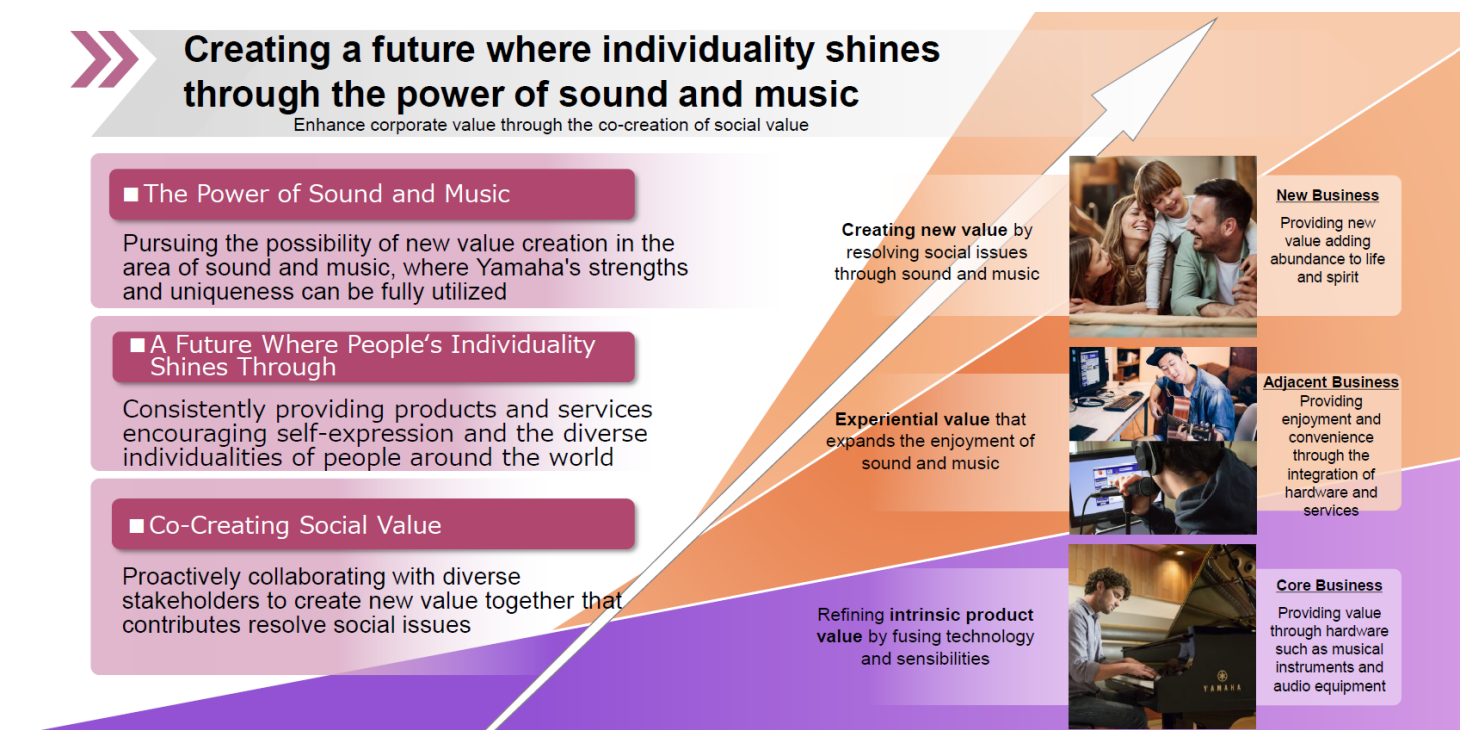 Creating a future where individuality shines
through the power of sound and music
Enhance corporate value through the co-creation of social value
■ The Power of Sound and Music
Pursuing the possibility of new value creation in the
area of sound and music, where Yamaha's strengths
and uniqueness can be fully utilized
■ A Future Where People‘s Individuality
Shines Through
Consistently providing products and services
encouraging self-expression and the diverse
individualities of people around the world
■ Co-Creating Social Value
Proactively collaborating with diverse
stakeholders to create new value together that
contributes resolve social issues
Creating new value by
resolving social issues
through sound and music
New Business
Providing new
value adding
abundance to life
and spirit
Experiential value that
expands the enjoyment of
sound and music
Adjacent Business
Providing
enjoyment and
convenience
through the
integration of
hardware and
services
Refining intrinsic product
value by fusing technology
and sensibilities
YAMAHA
Core Business
Providing value
through hardware
such as musical
instruments and
audio equipment